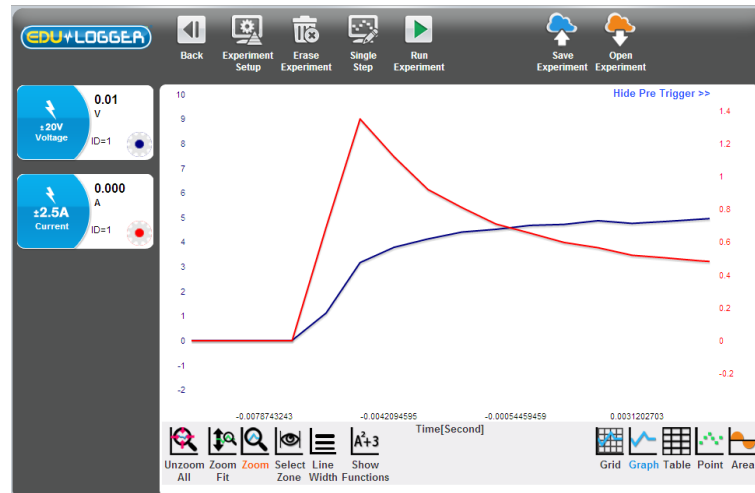 EDU LOGGER
Back
Experiment
Setup
Erase
Experiment
Single
Step
Run
Experiment
Save
Experiment
Open
Experiment
±20V
Voltage
0.01
V
ID=1
±2.5A
Current
0.000
A
ID=1
Hide Pre Trigger >>
10
9
8
7
6
5
4
3
2
1
0
-1
-2
1.4
1.2
1
0.8
0.6
0.4
0.2
0
-0.2
-0.0078743243
-0.0042094595
-0.00054459459
0.0031202703
Time[Second]
Unzoom
All
Zoom
Fit
Zoom
Select
Zone
Line
Width
A²+3
Show
Functions
Grid
Graph
Table
Point
Area